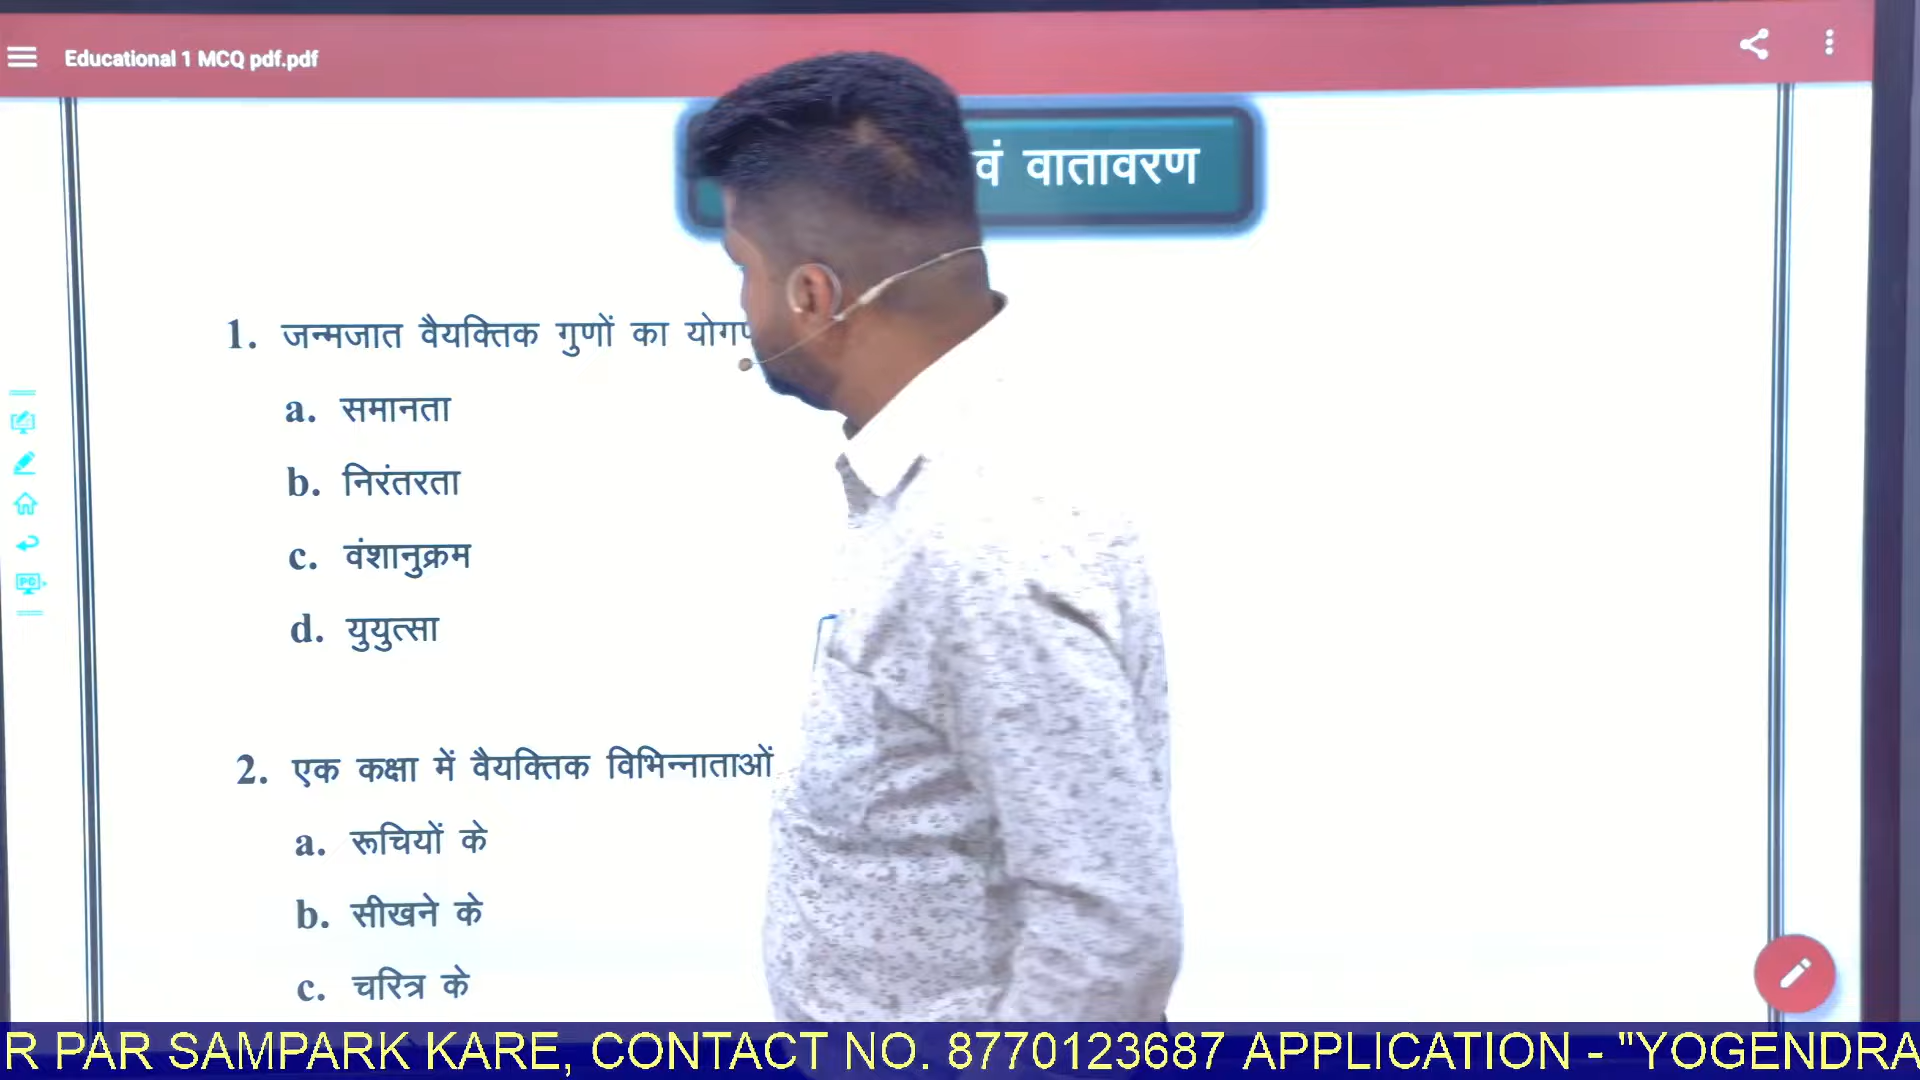 Educational 1 MCQ pdf.pdf
वं वातावरण
1. जन्मजात वैयक्तिक गुणों का
a. समानता
b. निरंतरता
c. वंशानुक्रम
d. युयुत्सा
2. एक कक्षा में वैयक्तिक विभिन्नाताओं
a. रूचियों के
b. सीखने के
c. चरित्र के
R PAR SAMPARK KARE, CONTACT NO. 8770123687 APPLICATION - "YOGENDRA